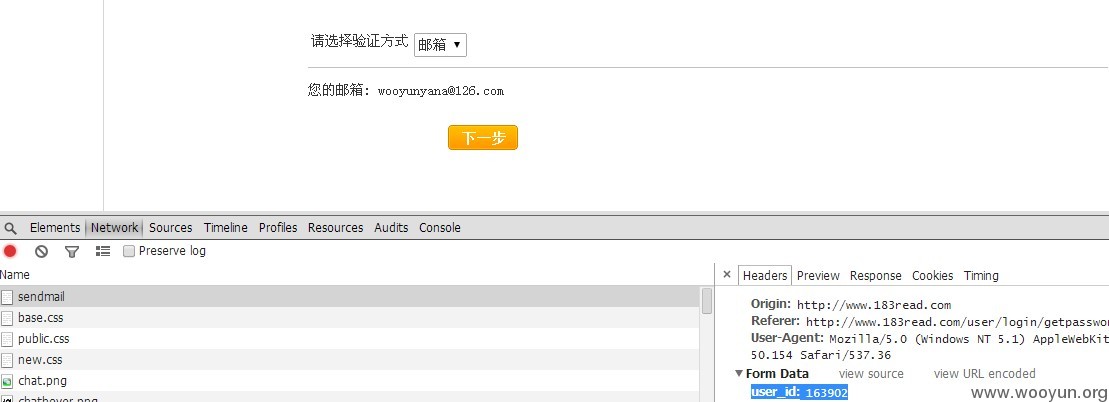 请选择验证方式 邮箱 ▼
您的邮箱: wooyunyana@126.com
下一步
Elements Network Sources Timeline Profiles Resources Audits Console
Preserve log
Name
× Headers Preview Response Cookies Timing
sendmail
base.css
public.css
new.css
chat.png
chathover.png
Origin: http://www.183read.com
Referer: http://www.183read.com/user/login/getpasswor
User-Agent: Mozilla/5.0 (Windows NT 5.1) AppleWebKit
50.154 Safari/537.36
▼Form Data view source view URL encoded
user_id: 163902
www.wooyun.org